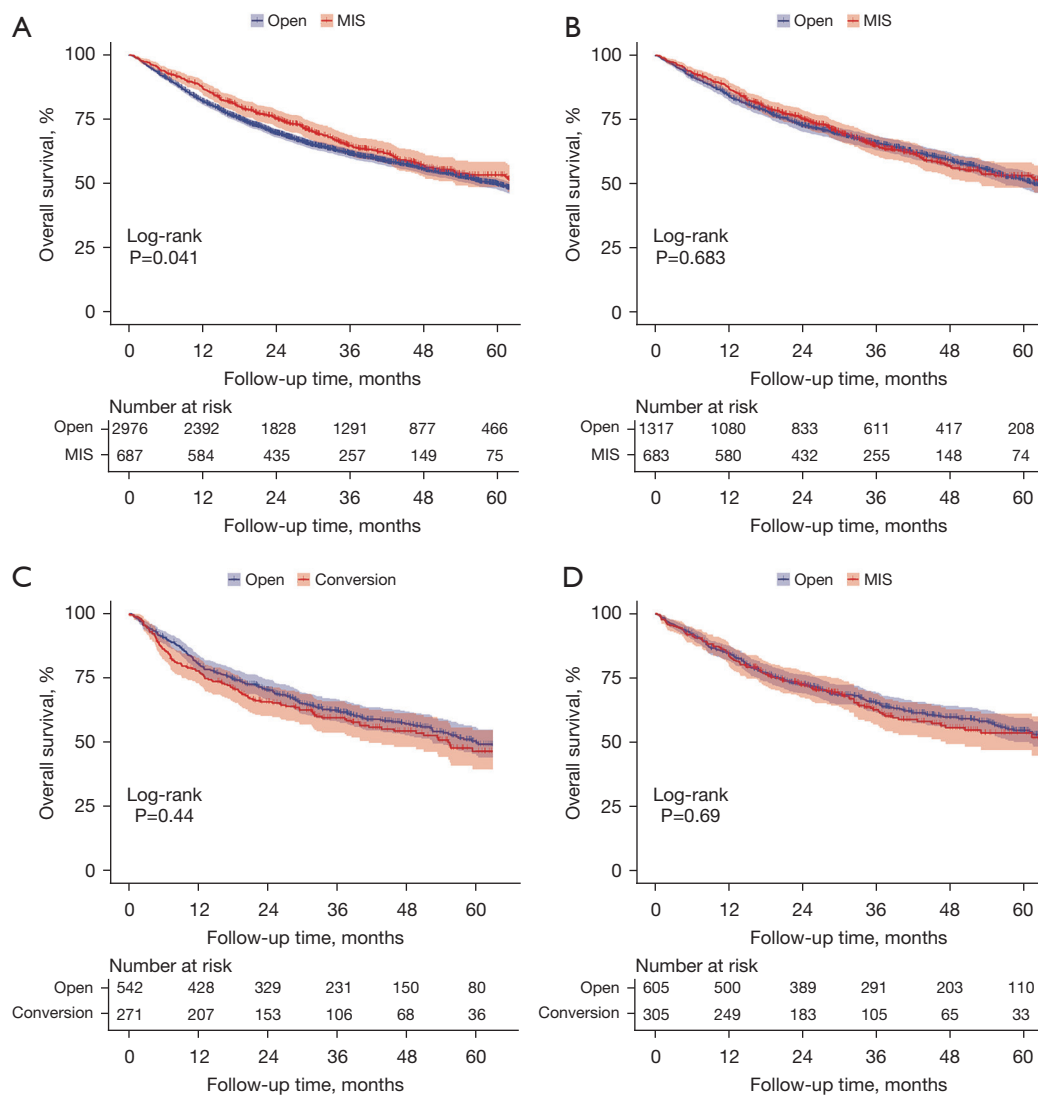 A
Open MIS
100
75
50
25
0
Overall survival, %
Log-rank
P=0.041
0 12 24 36 48 60
Follow-up time, months
Number at risk
Open 2976 2392 1828 1291 877 466
MIS 687 584 435 257 149 75
0 12 24 36 48 60
Follow-up time, months
B
Open MIS
100
75
50
25
0
Overall survival, %
Log-rank
P=0.683
0 12 24 36 48 60
Follow-up time, months
Number at risk
Open 1317 1080 833 611 417 208
MIS 683 580 432 255 148 74
0 12 24 36 48 60
Follow-up time, months
C
Open Conversion
100
75
50
25
0
Overall survival, %
Log-rank
P=0.44
0 12 24 36 48 60
Follow-up time, months
Number at risk
Open 542 428 329 231 150 80
Conversion 271 207 153 106 68 36
0 12 24 36 48 60
Follow-up time, months
D
Open MIS
100
75
50
25
0
Overall survival, %
Log-rank
P=0.69
0 12 24 36 48 60
Follow-up time, months
Number at risk
Open 605 500 389 291 203 110
Conversion 305 249 183 105 65 33
0 12 24 36 48 60
Follow-up time, months